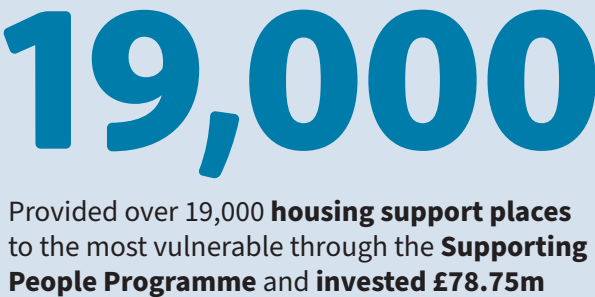 19,000
Provided over 19,000 housing support places
to the most vulnerable through the Supporting
People Programme and invested £78.75m